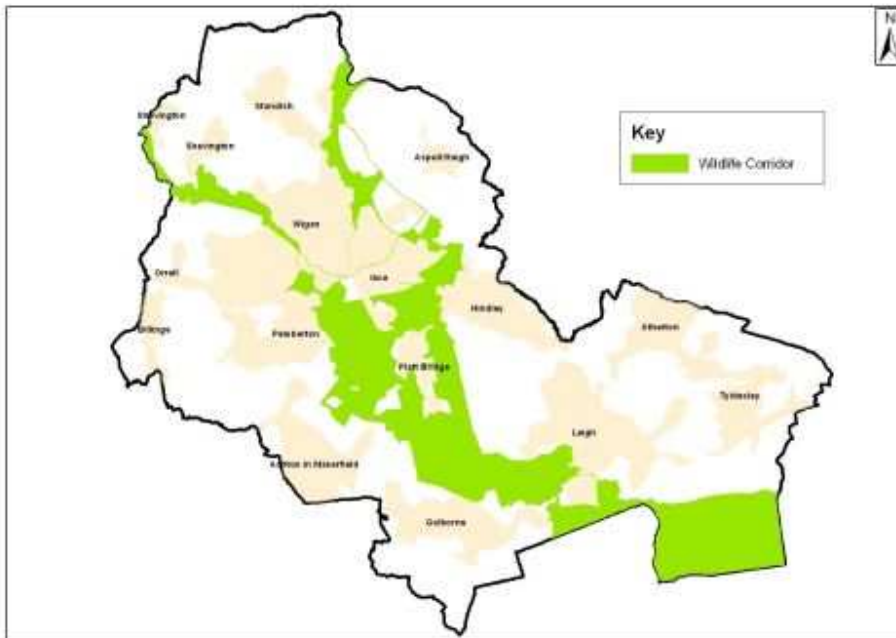 N
Standish
Shevington
Aspull/Haigh
Key
Wildlife Corridor
Wigan
Orrell
Ince
Hindley
Atherton
Billinge
Pemberton
Platt Bridge
Tyldesley
Leigh
Ashton in Makerfield
Golborne